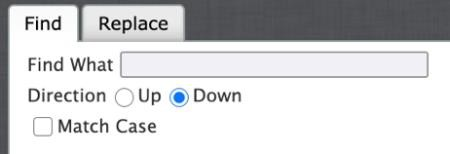 Find Replace
Find What
Direction Up Down
Match Case